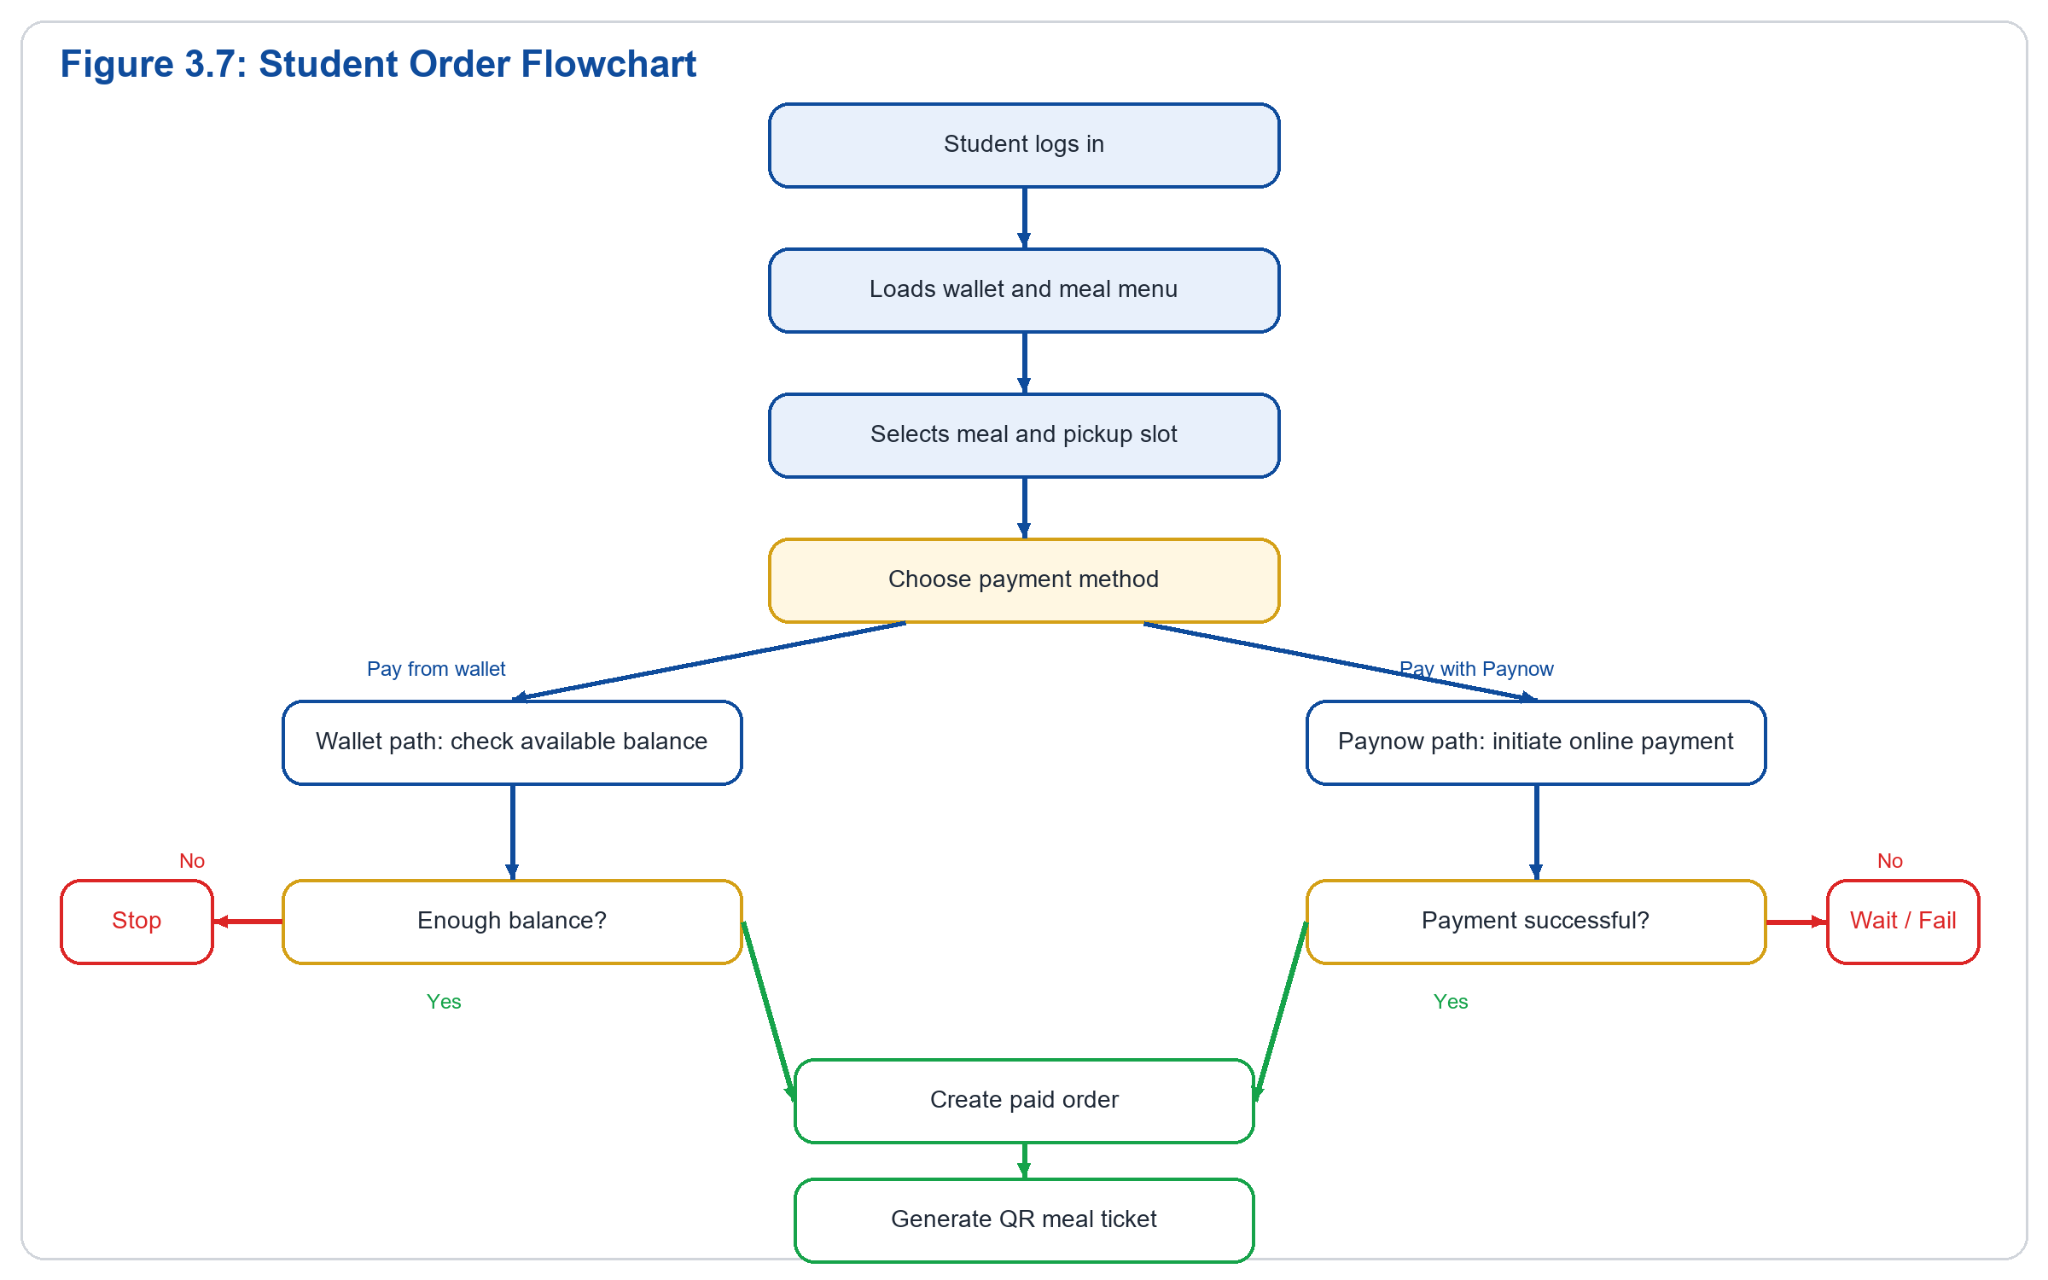 Figure 3.7: Student Order Flowchart
Student logs in
Loads wallet and meal menu
Selects meal and pickup slot
Choose payment method
Pay from wallet
Pay with Paynow
Wallet path: check available balance
Paynow path: initiate online payment
No
No
Stop
Enough balance?
Payment successful?
Wait / Fail
Yes
Yes
Create paid order
Generate QR meal ticket